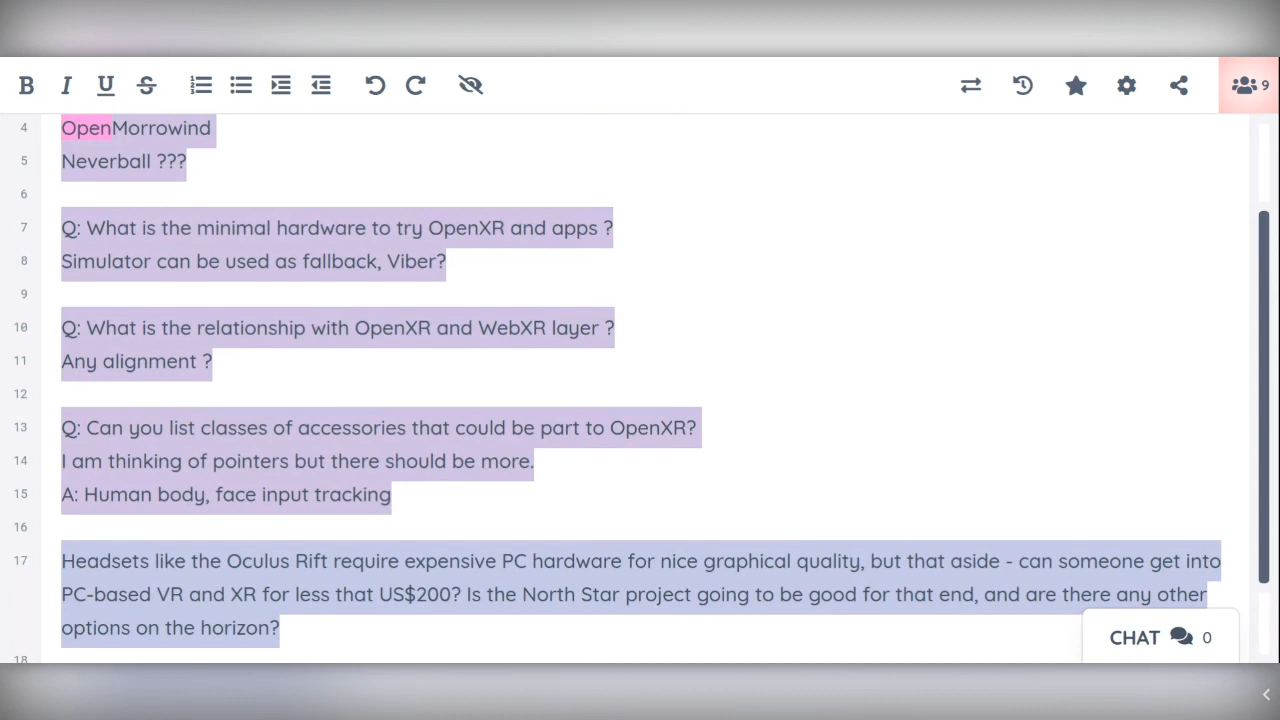 9
4 OpenMorrowind
5 Neverball ???
6
7 Q: What is the minimal hardware to try OpenXR and apps ?
8 Simulator can be used as fallback, Viber?
9
10 Q: What is the relationship with OpenXR and WebXR layer ?
11 Any alignment ?
12
13 Q: Can you list classes of accessories that could be part to OpenXR?
14 I am thinking of pointers but there should be more.
15 A: Human body, face input tracking
16
17 Headsets like the Oculus Rift require expensive PC hardware for nice graphical quality, but that aside - can someone get into
PC-based VR and XR for less that US$200? Is the North Star project going to be good for that end, and are there any other
options on the horizon?
18
CHAT 0